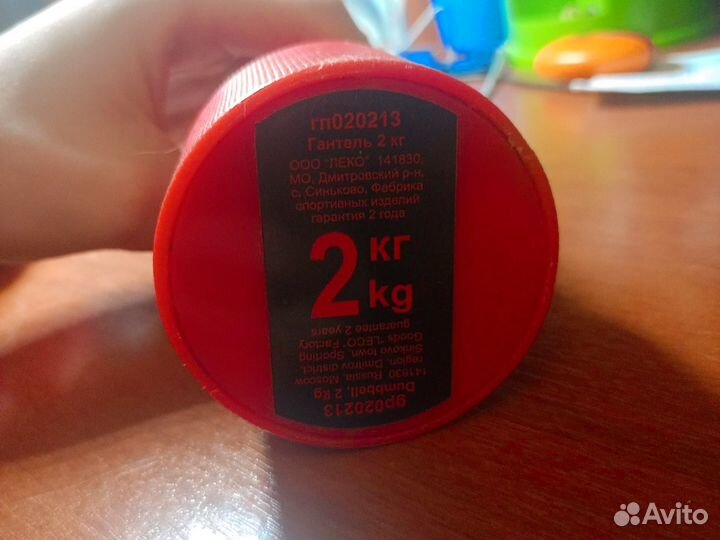 гп020213
Гантель 2 кг
ООО "ЛЕКО" 141830,
МО, Дмитровский р-н,
с. Синьково, Фабрика
спортивных изделий
гарантия 2 года
2 кг
kg
gp020213
Dumbbell, 2 Kg
141830 Russia, Moscow
region, Dmitrov district,
Sinkovo town, Sporting
Goods "LECO" Factory
guarantee 2 years
Avito